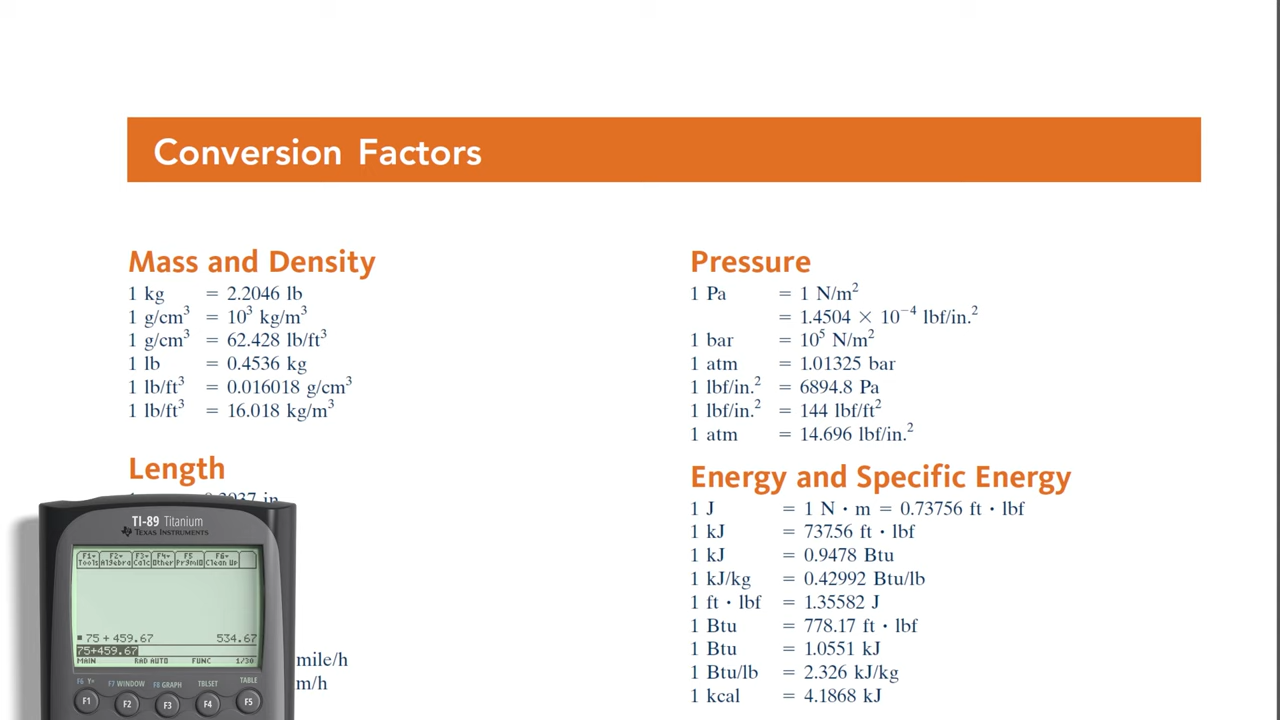 Conversion Factors
Mass and Density
1 kg = 2.2046 lb
1 g/cm³ = 10³ kg/m³
1 g/cm³ = 62.428 lb/ft³
1 lb = 0.4536 kg
1 lb/ft³ = 0.016018 g/cm³
1 lb/ft³ = 16.018 kg/m³
Length
mile/h
m/h
Pressure
1 Pa = 1 N/m²
= 1.4504 × 10⁻⁴ lbf/in.²
1 bar = 10⁵ N/m²
1 atm = 1.01325 bar
1 lbf/in.² = 6894.8 Pa
1 lbf/in.² = 144 lbf/ft²
1 atm = 14.696 lbf/in.²
Energy and Specific Energy
1 J = 1 N · m = 0.73756 ft · lbf
1 kJ = 737.56 ft · lbf
1 kJ = 0.9478 Btu
1 kJ/kg = 0.42992 Btu/lb
1 ft · lbf = 1.35582 J
1 Btu = 778.17 ft · lbf
1 Btu = 1.0551 kJ
1 Btu/lb = 2.326 kJ/kg
1 kcal = 4.1868 kJ
TI-89 Titanium
TEXAS INSTRUMENTS
F1 F2 F3 F4 F5 F6
Tools Algebra Calc Other PrgmIO Clean Up
75 + 459.67 534.67
75+459.67
MAIN RAD AUTO FUNC 1/30
F6 Y= F7 WINDOW F8 GRAPH TBLSET TABLE
F1 F2 F3 F4 F5